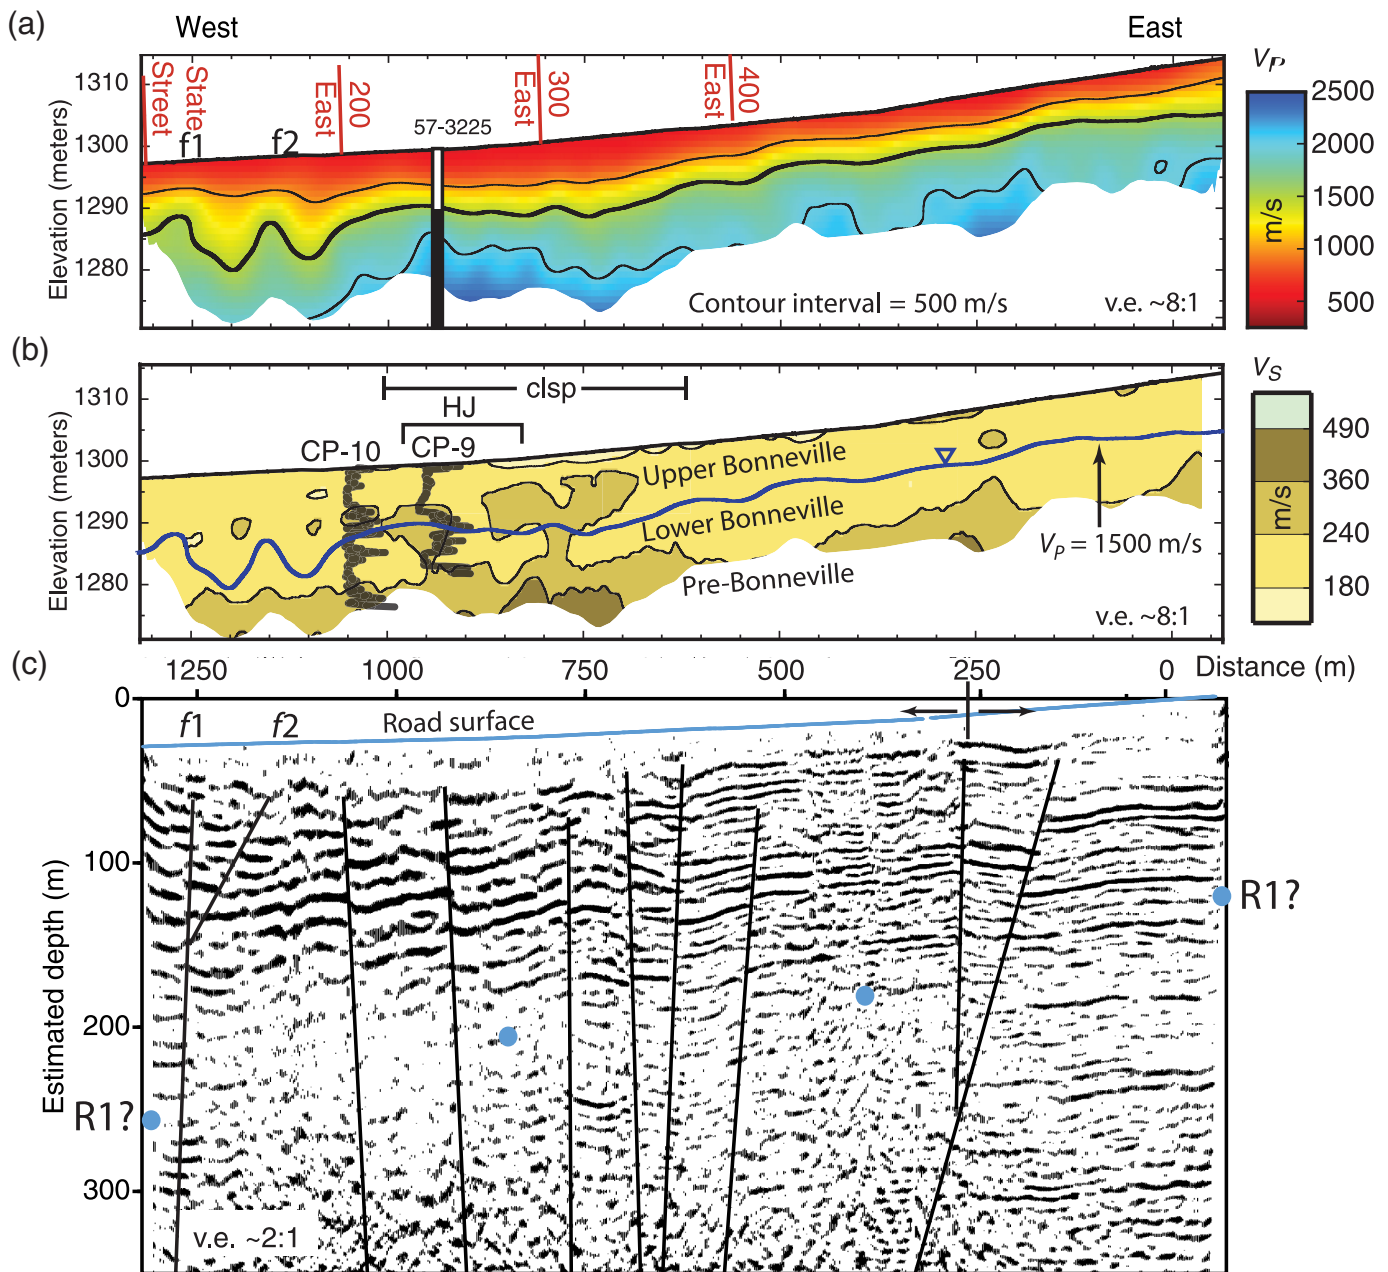 (a)
West
East
V_P
Elevation (meters)
1310
1300
1290
1280
State
Street
f1
f2
200
East
57-3225
300
East
400
East
Contour interval = 500 m/s
v.e. ~8:1
2500
2000
1500
1000
500
m/s
(b)
V_S
Elevation (meters)
1310
1300
1290
1280
clsp
HJ
CP-10
CP-9
Upper Bonneville
Lower Bonneville
Pre-Bonneville
V_P = 1500 m/s
v.e. ~8:1
490
360
240
180
m/s
(c)
1250
1000
750
500
250
0
Distance (m)
Estimated depth (m)
0
100
200
300
f1
f2
Road surface
R1?
R1?
v.e. ~2:1